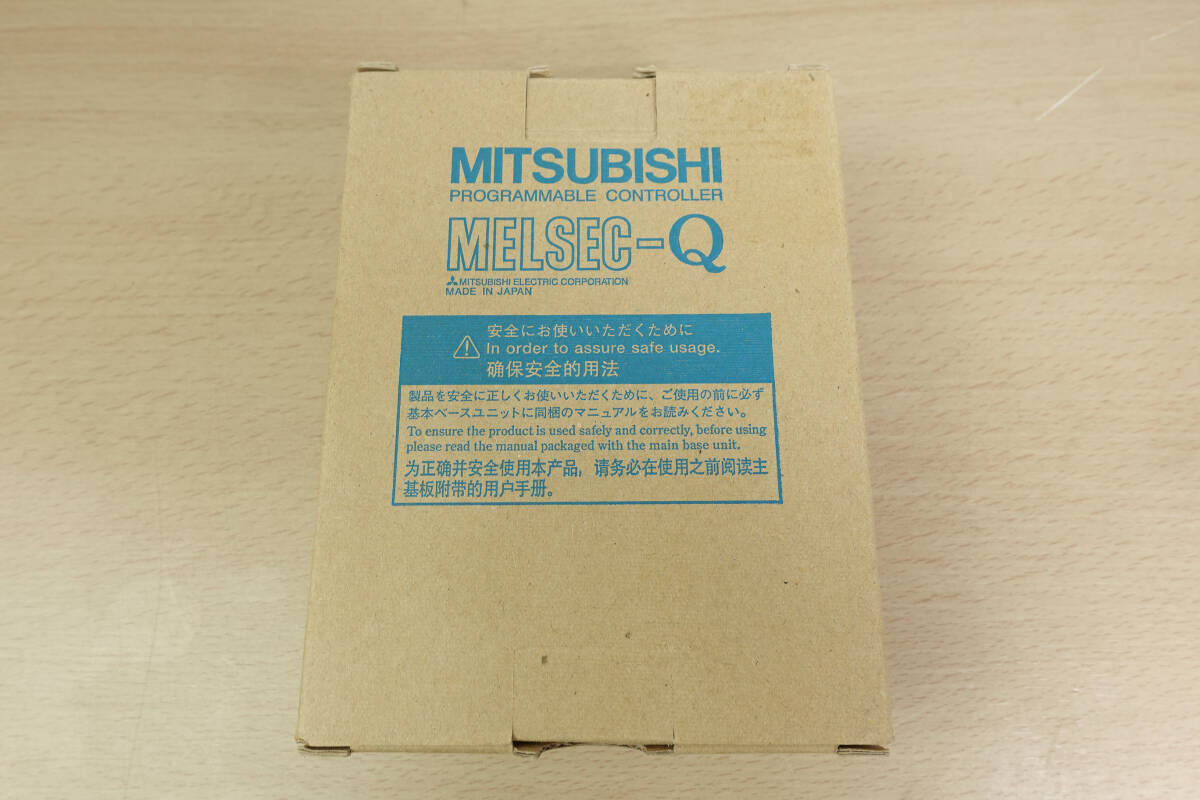 MITSUBISHI
PROGRAMMABLE CONTROLLER
MELSEC-Q
MITSUBISHI ELECTRIC CORPORATION
MADE IN JAPAN
安全にお使いいただくために
In order to assure safe usage.
确保安全的用法
製品を安全に正しくお使いいただくために、ご使用の前に必ず
基本ベースユニットに同梱のマニュアルをお読みください。
To ensure the product is used safely and correctly, before using
please read the manual packaged with the main base unit.
为正确并安全使用本产品，请务必在使用之前阅读主
基板附带的用户手册。